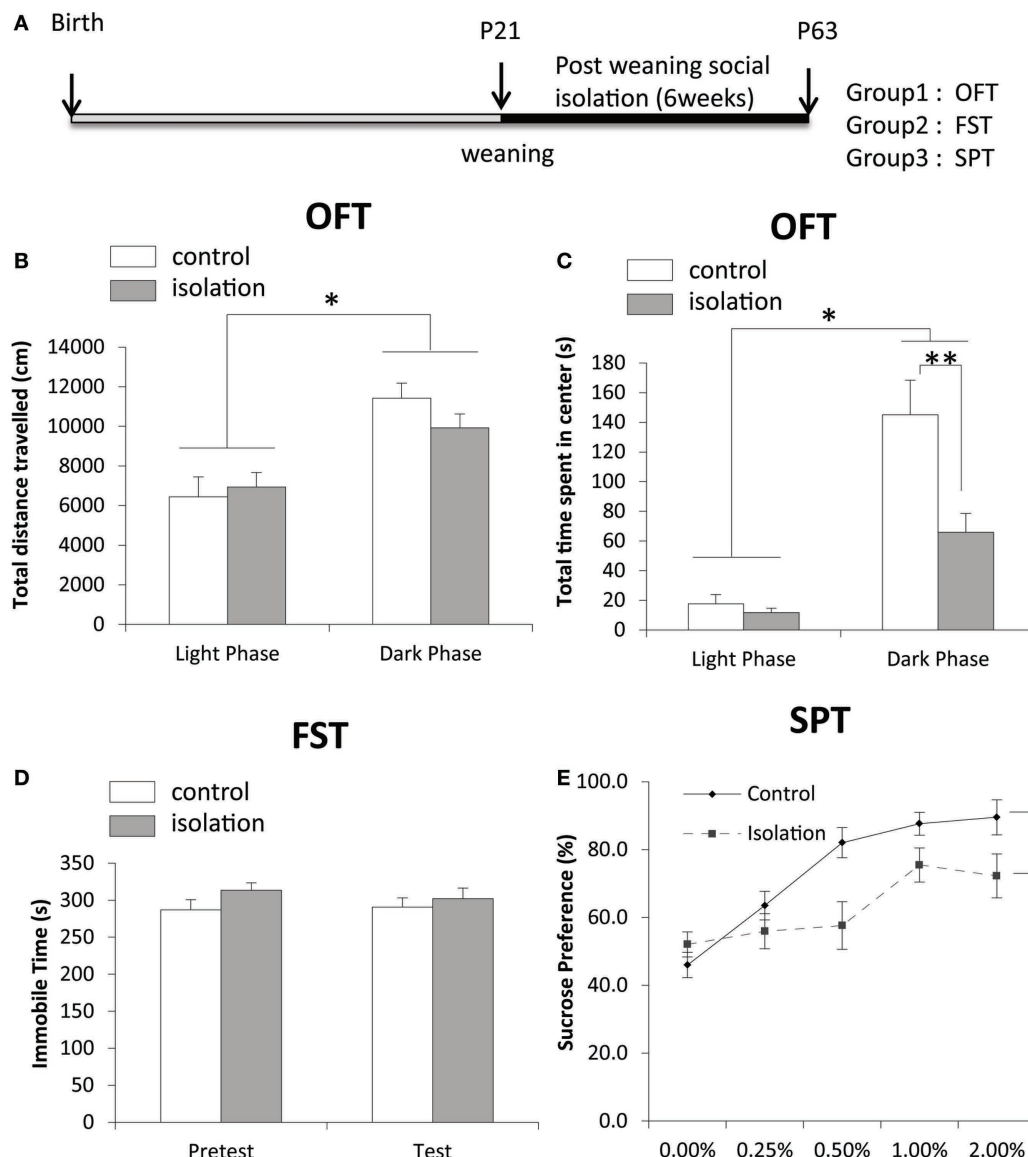 A
Birth
P21
P63
Post weaning social
isolation (6weeks)
weaning
Group1 : OFT
Group2 : FST
Group3 : SPT
OFT
B
control
isolation
*
Total distance travelled (cm)
14000
12000
10000
8000
6000
4000
2000
0
Light Phase
Dark Phase
OFT
C
control
isolation
*
**
Total time spent in center (s)
180
160
140
120
100
80
60
40
20
0
Light Phase
Dark Phase
FST
D
control
isolation
Immobile Time (s)
350
300
250
200
150
100
50
0
Pretest
Test
SPT
E
Control
Isolation
Sucrose Preference (%)
100.0
80.0
60.0
40.0
20.0
0.0
0.00%
0.25%
0.50%
1.00%
2.00%